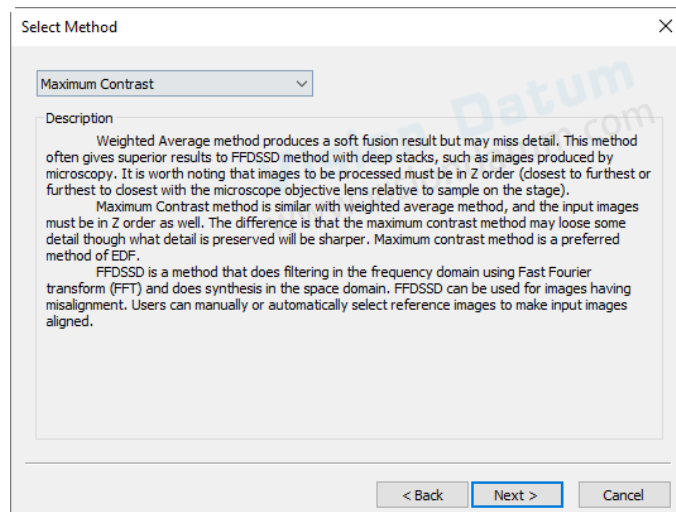 Select Method
Maximum Contrast
Description
Weighted Average method produces a soft fusion result but may miss detail. This method
often gives superior results to FFDSSD method with deep stacks, such as images produced by
microscopy. It is worth noting that images to be processed must be in Z order (closest to furthest or
furthest to closest with the microscope objective lens relative to sample on the stage).
Maximum Contrast method is similar with weighted average method, and the input images
must be in Z order as well. The difference is that the maximum contrast method may loose some
detail though what detail is preserved will be sharper. Maximum contrast method is a preferred
method of EDF.
FFDSSD is a method that does filtering in the frequency domain using Fast Fourier
transform (FFT) and does synthesis in the space domain. FFDSSD can be used for images having
misalignment. Users can manually or automatically select reference images to make input images
aligned.
< Back
Next >
Cancel
Datum